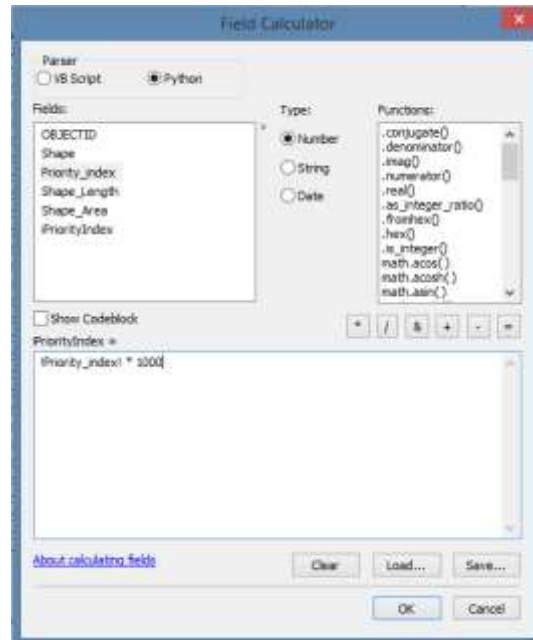 Field Calculator
Parser
VB Script Python
Fields: Type: Functions:
OBJECTID
Shape
Priority_index
Shape_Length
Shape_Area
iPriorityIndex
Number
String
Date
.conjugate()
.denominator()
.imag()
.numerator()
.real()
.as_integer_ratio()
.fromhex()
.hex()
.is_integer()
math.acos( )
math.acosh( )
math.asin( )
Show Codeblock
* / & + - =
iPriorityIndex =
!Priority_index! * 1000
About calculating fields
Clear Load... Save...
OK Cancel